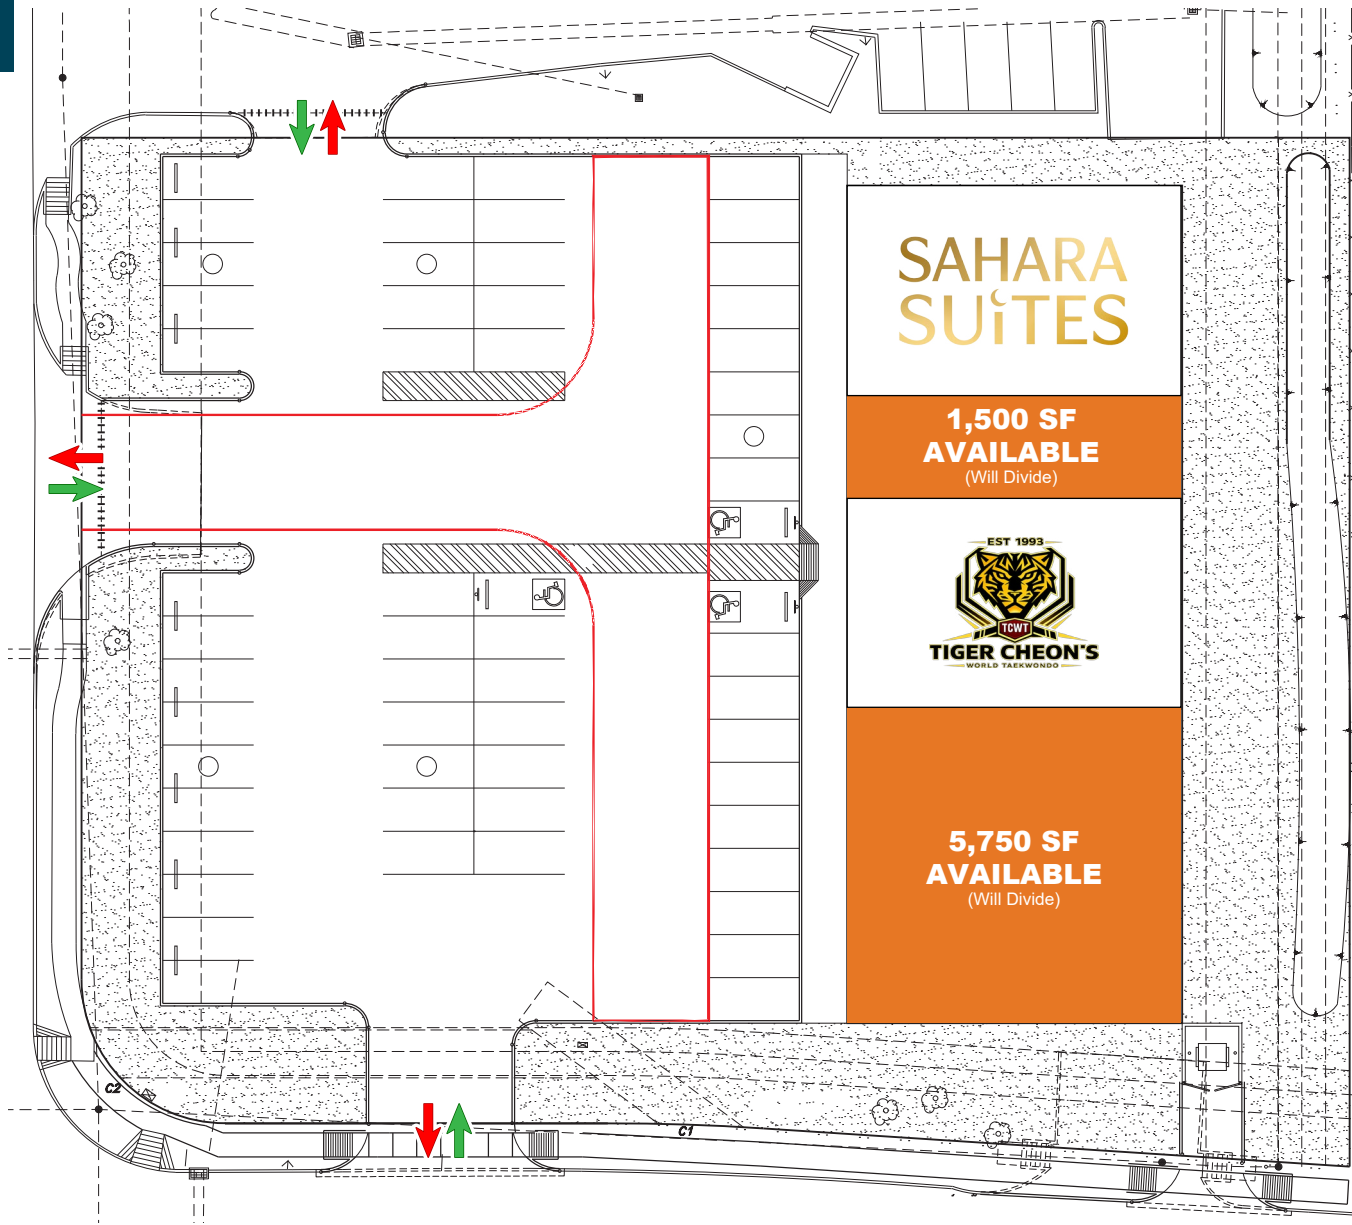 SAHARA
SUiTES
1,500 SF
AVAILABLE
(Will Divide)
EST 1993
TCWT
TIGER CHEON'S
WORLD TAEKWONDO
5,750 SF
AVAILABLE
(Will Divide)
C2
C1